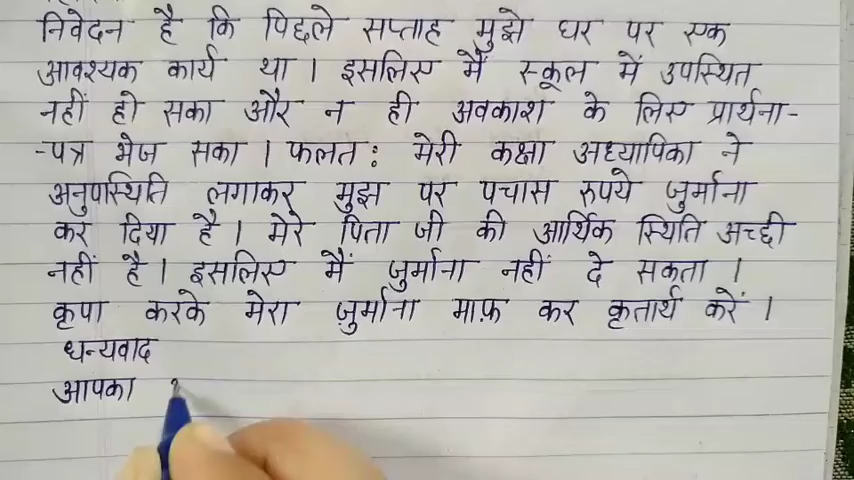 निवेदन है कि पिछले सप्ताह मुझे घर पर एक
आवश्यक कार्य था। इसलिए मैं स्कूल में उपस्थित
नहीं हो सका और न ही अवकाश के लिए प्रार्थना-
-पत्र भेज सका। फलत: मेरी कक्षा अध्यापिका ने
अनुपस्थिति लगाकर मुझ पर पचास रुपये जुर्माना
कर दिया है। मेरे पिता जी की आर्थिक स्थिति अच्छी
नहीं है। इसलिए मैं जुर्माना नहीं दे सकता।
कृपा करके मेरा ज़ुर्माना माफ़ कर कृतार्थ करें।
धन्यवाद
आपका